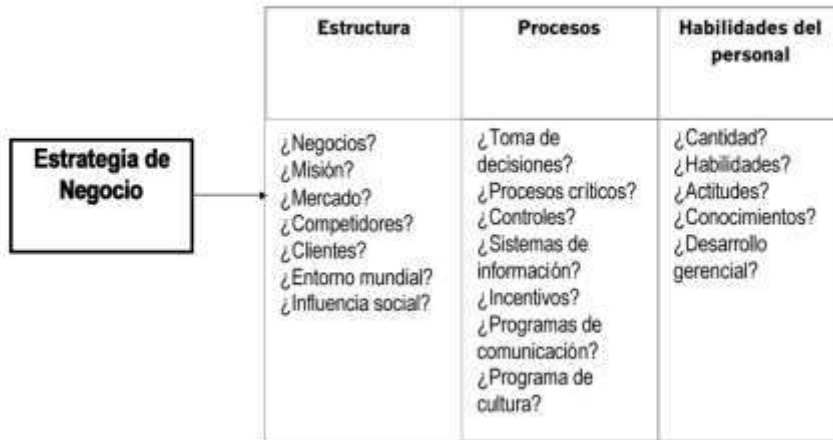 Estrategia de
Negocio
Estructura
¿Negocios?
¿Misión?
¿Mercado?
¿Competidores?
¿Clientes?
¿Entorno mundial?
¿Influencia social?
Procesos
¿Toma de
decisiones?
¿Procesos críticos?
¿Controles?
¿Sistemas de
información?
¿Incentivos?
¿Programas de
comunicación?
¿Programa de
cultura?
Habilidades del
personal
¿Cantidad?
¿Habilidades?
¿Actitudes?
¿Conocimientos?
¿Desarrollo
gerencial?